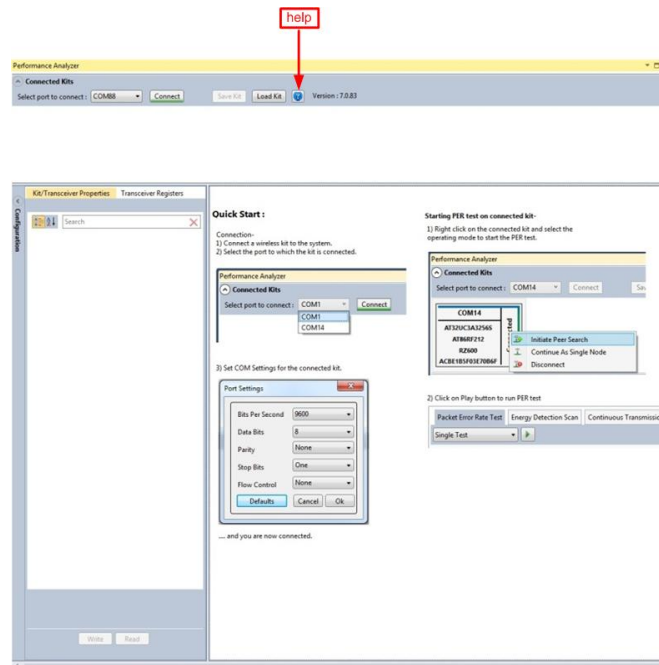 help
Performance Analyzer
Connected Kits
Select port to connect : COM88 Connect Save Kit Load Kit Version : 7.0.83
Kit/Transceiver Properties Transceiver Registers
Configuration
Search
Quick Start :
Connection-
1) Connect a wireless kit to the system.
2) Select the port to which the kit is connected.
Performance Analyzer
Connected Kits
Select port to connect : COM1 Connect
COM1
COM14
3) Set COM Settings for the connected kit.
Port Settings
Bits Per Second 9600
Data Bits 8
Parity None
Stop Bits One
Flow Control None
Defaults Cancel Ok
.... and you are now connected.
Starting PER test on connected kit-
1) Right click on the connected kit and select the
operating mode to start the PER test.
Performance Analyzer
Connected Kits
Select port to connect : COM14 Connect Sa
COM14
AT32UC3A3256S
AT86RF212
RZ600
ACBE1B5F03E70B6F
Connected
Initiate Peer Search
Continue As Single Node
Disconnect
2) Click on Play button to run PER test
Packet Error Rate Test Energy Detection Scan Continuous Transmissio
Single Test
Write Read